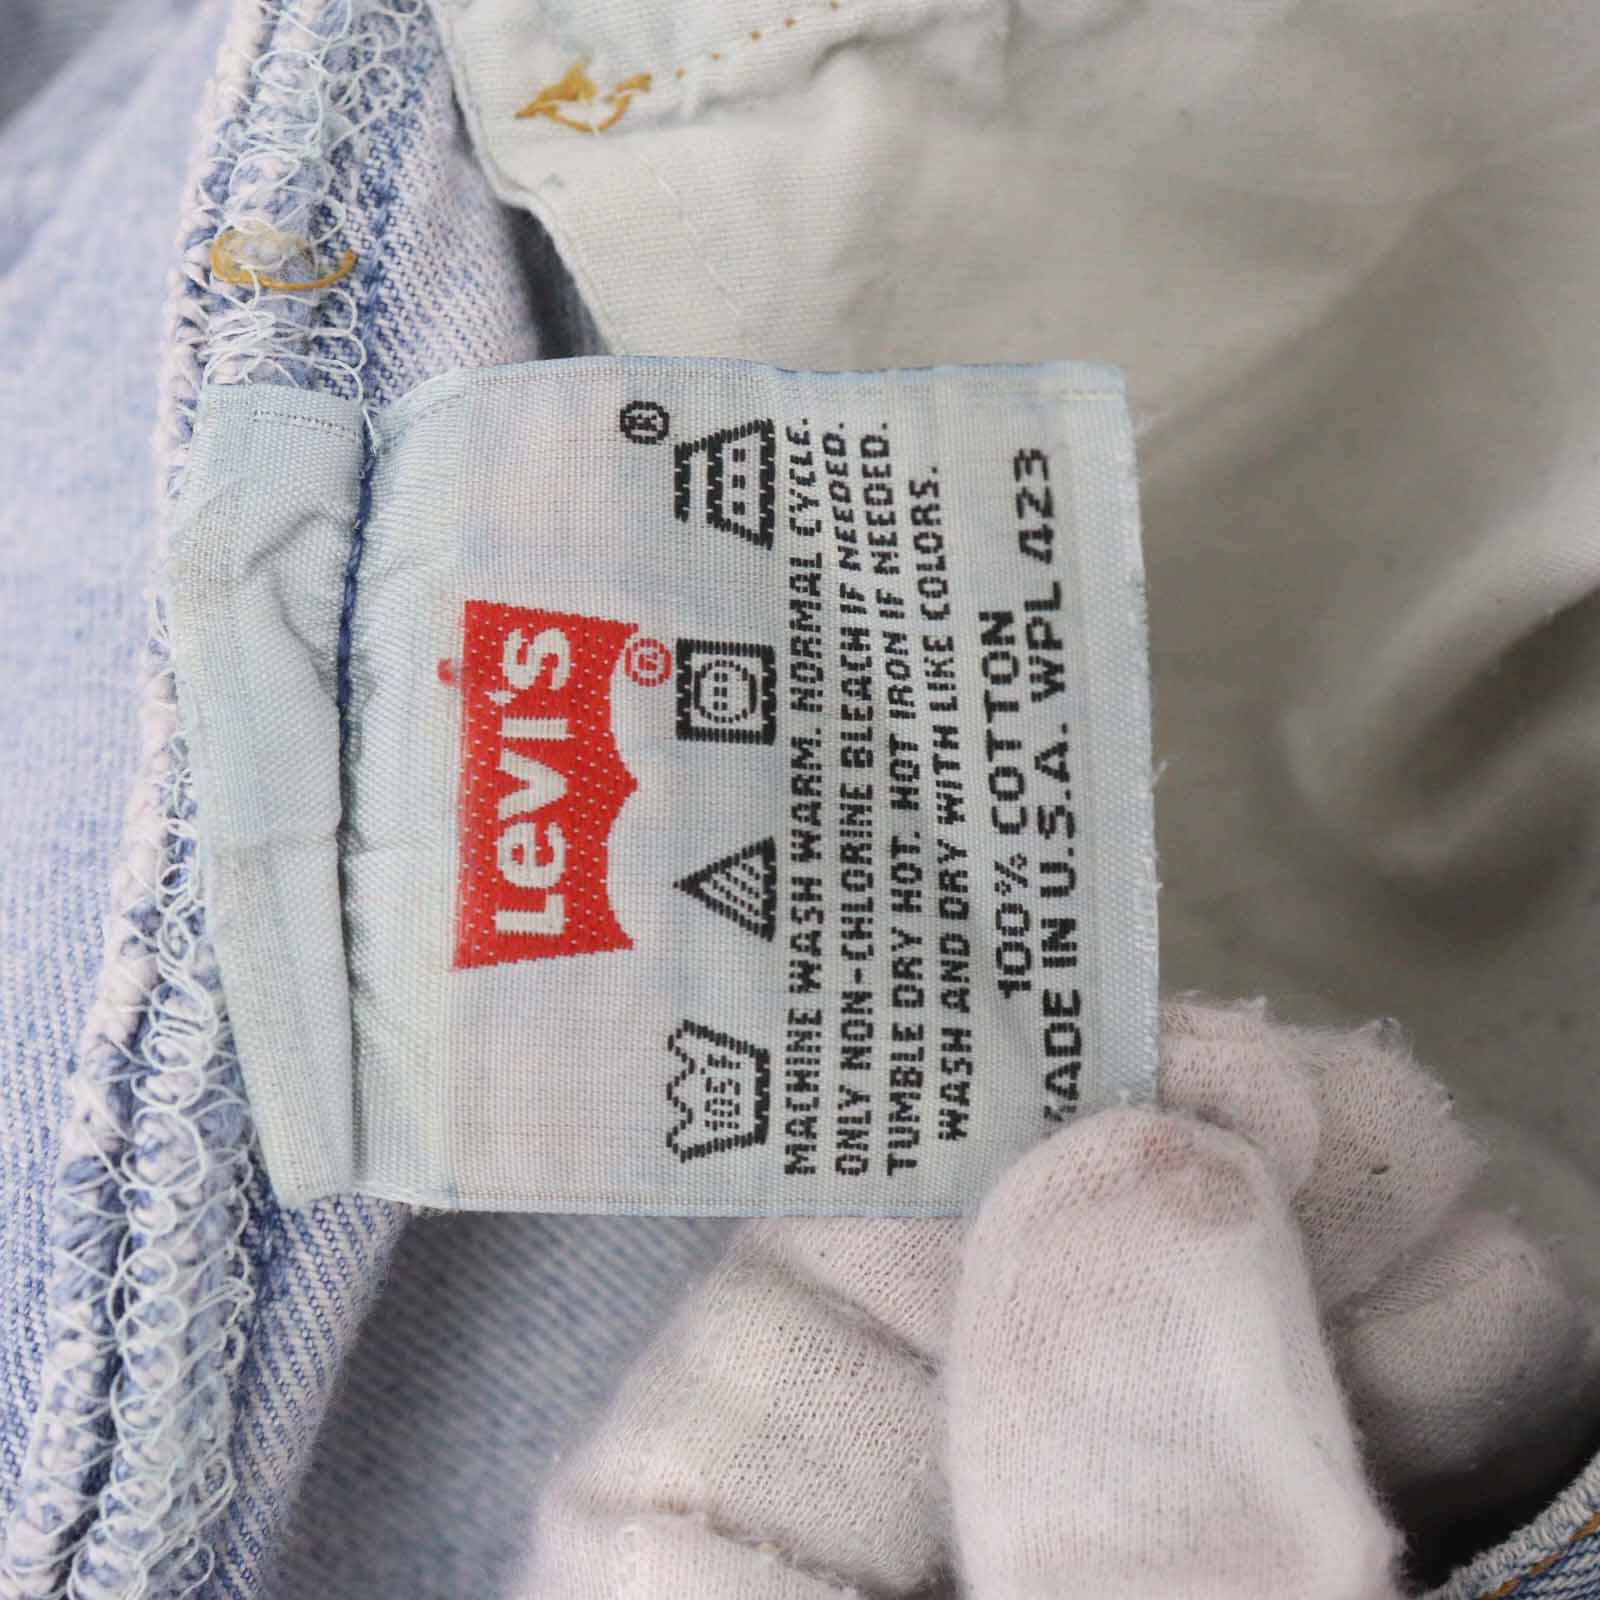 Levi's®
105F ®
MACHINE WASH WARM. NORMAL CYCLE.
ONLY NON-CHLORINE BLEACH IF NEEDED.
TUMBLE DRY HOT. HOT IRON IF NEEDED.
WASH AND DRY WITH LIKE COLORS.
100% COTTON
MADE IN U.S.A. WPL 423